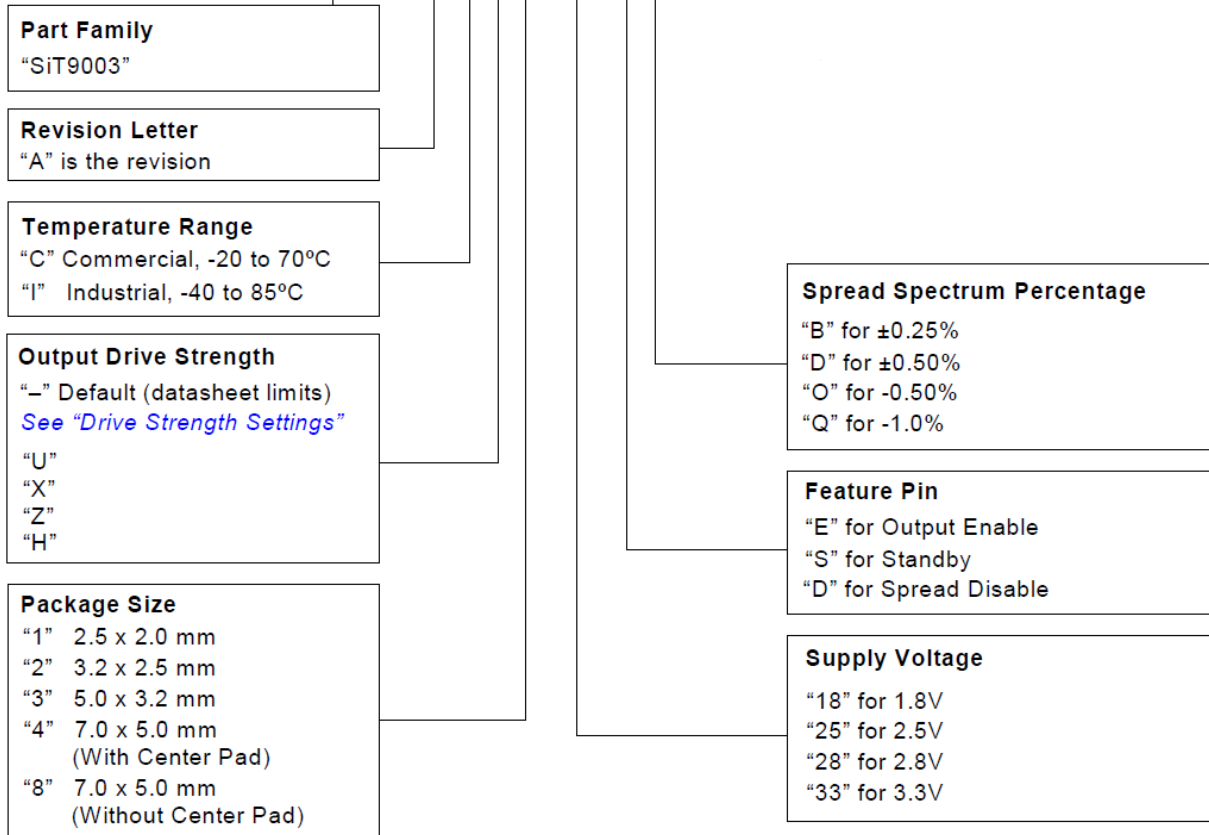 Part Family
“SiT9003”
Revision Letter
“A” is the revision
Temperature Range
“C” Commercial, -20 to 70ºC
“I” Industrial, -40 to 85ºC
Output Drive Strength
“–” Default (datasheet limits)
See “Drive Strength Settings”
“U”
“X”
“Z”
“H”
Package Size
“1” 2.5 x 2.0 mm
“2” 3.2 x 2.5 mm
“3” 5.0 x 3.2 mm
“4” 7.0 x 5.0 mm
(With Center Pad)
“8” 7.0 x 5.0 mm
(Without Center Pad)
Spread Spectrum Percentage
“B” for ±0.25%
“D” for ±0.50%
“O” for -0.50%
“Q” for -1.0%
Feature Pin
“E” for Output Enable
“S” for Standby
“D” for Spread Disable
Supply Voltage
“18” for 1.8V
“25” for 2.5V
“28” for 2.8V
“33” for 3.3V